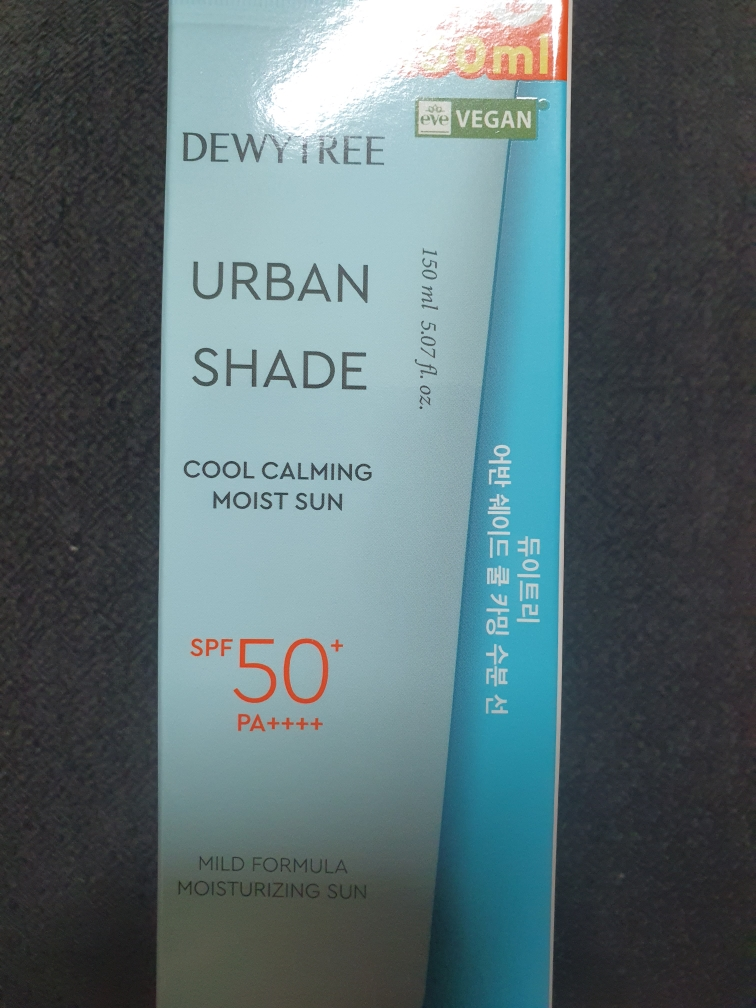 eve VEGAN
DEWYTREE
URBAN
SHADE
COOL CALMING
MOIST SUN
SPF 50+
PA++++
MILD FORMULA
MOISTURIZING SUN
150 ml 5.07 fl. oz.
듀이트리
어반 쉐이드 쿨 카밍 수분 선